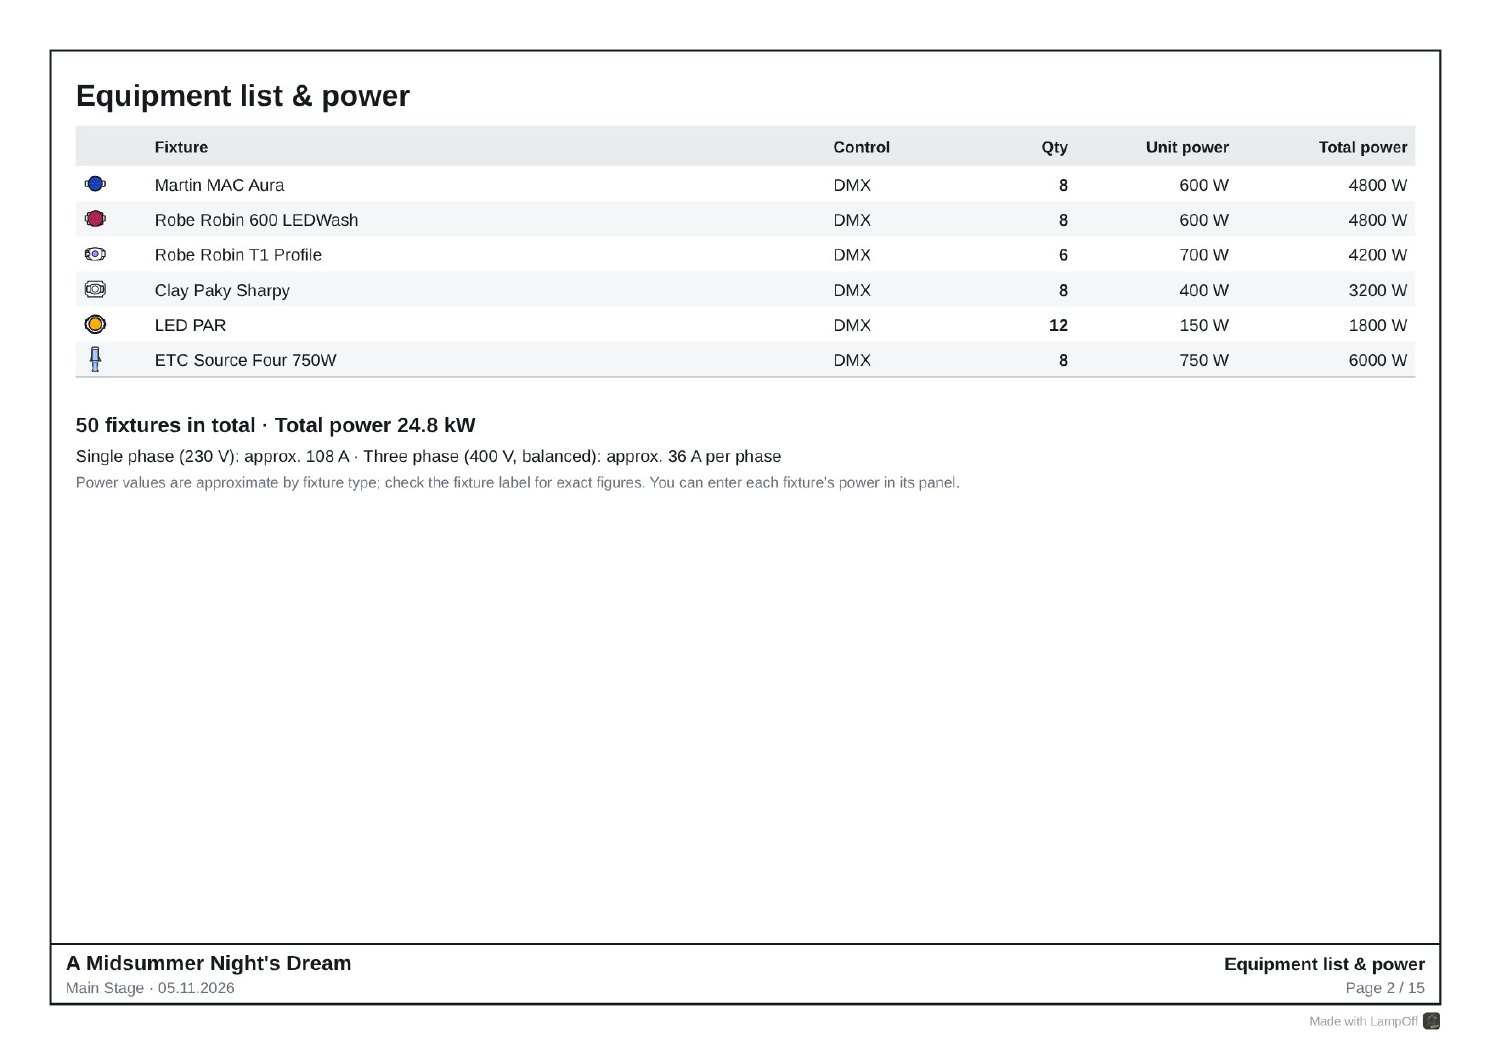 Equipment list & power
Fixture Control Qty Unit power Total power
Martin MAC Aura DMX 8 600 W 4800 W
Robe Robin 600 LEDWash DMX 8 600 W 4800 W
Robe Robin T1 Profile DMX 6 700 W 4200 W
Clay Paky Sharpy DMX 8 400 W 3200 W
LED PAR DMX 12 150 W 1800 W
ETC Source Four 750W DMX 8 750 W 6000 W
50 fixtures in total · Total power 24.8 kW
Single phase (230 V): approx. 108 A · Three phase (400 V, balanced): approx. 36 A per phase
Power values are approximate by fixture type; check the fixture label for exact figures. You can enter each fixture's power in its panel.
A Midsummer Night's Dream Equipment list & power
Main Stage · 05.11.2026 Page 2 / 15
Made with LampOff